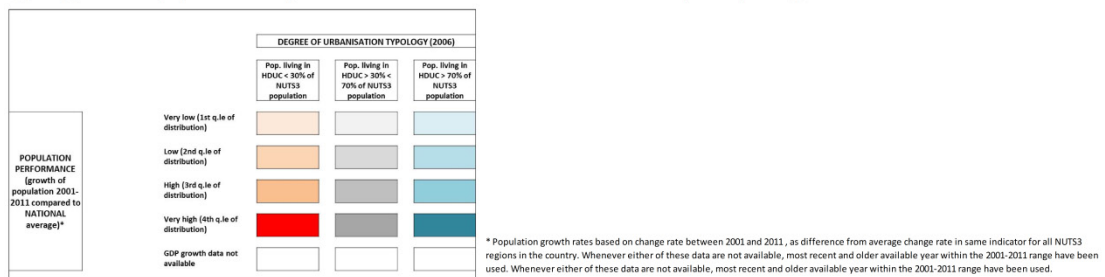 DEGREE OF URBANISATION TYPOLOGY (2006)
Pop. living in
HDUC < 30% of
NUTS3
population
Pop. living in
HDUC > 30% <
70% of NUTS3
population
Pop. living in
HDUC > 70% of
NUTS3
population
POPULATION
PERFORMANCE
(growth of
population 2001-
2011 compared to
NATIONAL
average)*
Very low (1st q.le of
distribution)
Low (2nd q.le of
distribution)
High (3rd q.le of
distribution)
Very high (4th q.le of
distribution)
GDP growth data not
available
* Population growth rates based on change rate between 2001 and 2011 , as difference from average change rate in same indicator for all NUTS3
regions in the country. Whenever either of these data are not available, most recent and older available year within the 2001-2011 range have been
used. Whenever either of these data are not available, most recent and older available year within the 2001-2011 range have been used.